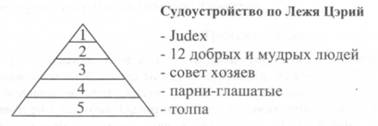 Судоустройство по Лежя Цэрий
1 - Judex
2 - 12 добрых и мудрых людей
3 - совет хозяев
4 - парни-глашатые
5 - толпа